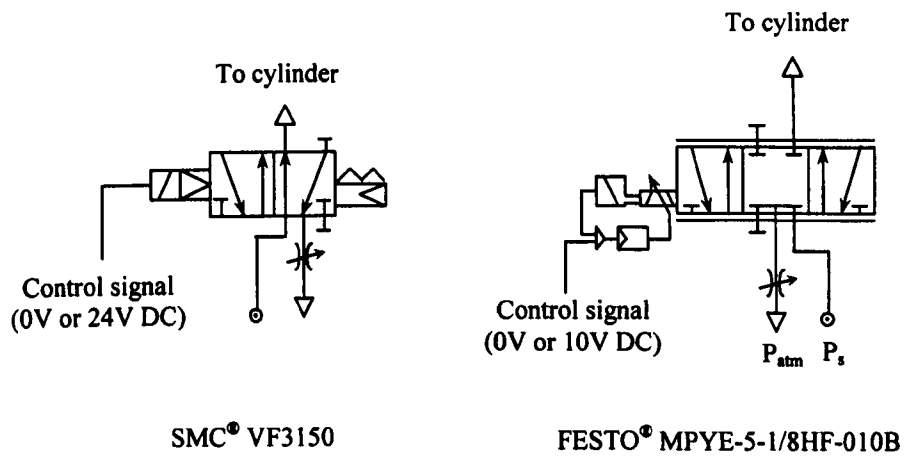 To cylinder
To cylinder
Control signal
(0V or 24V DC)
Control signal
(0V or 10V DC)
Patm Ps
SMC® VF3150
FESTO® MPYE-5-1/8HF-010B